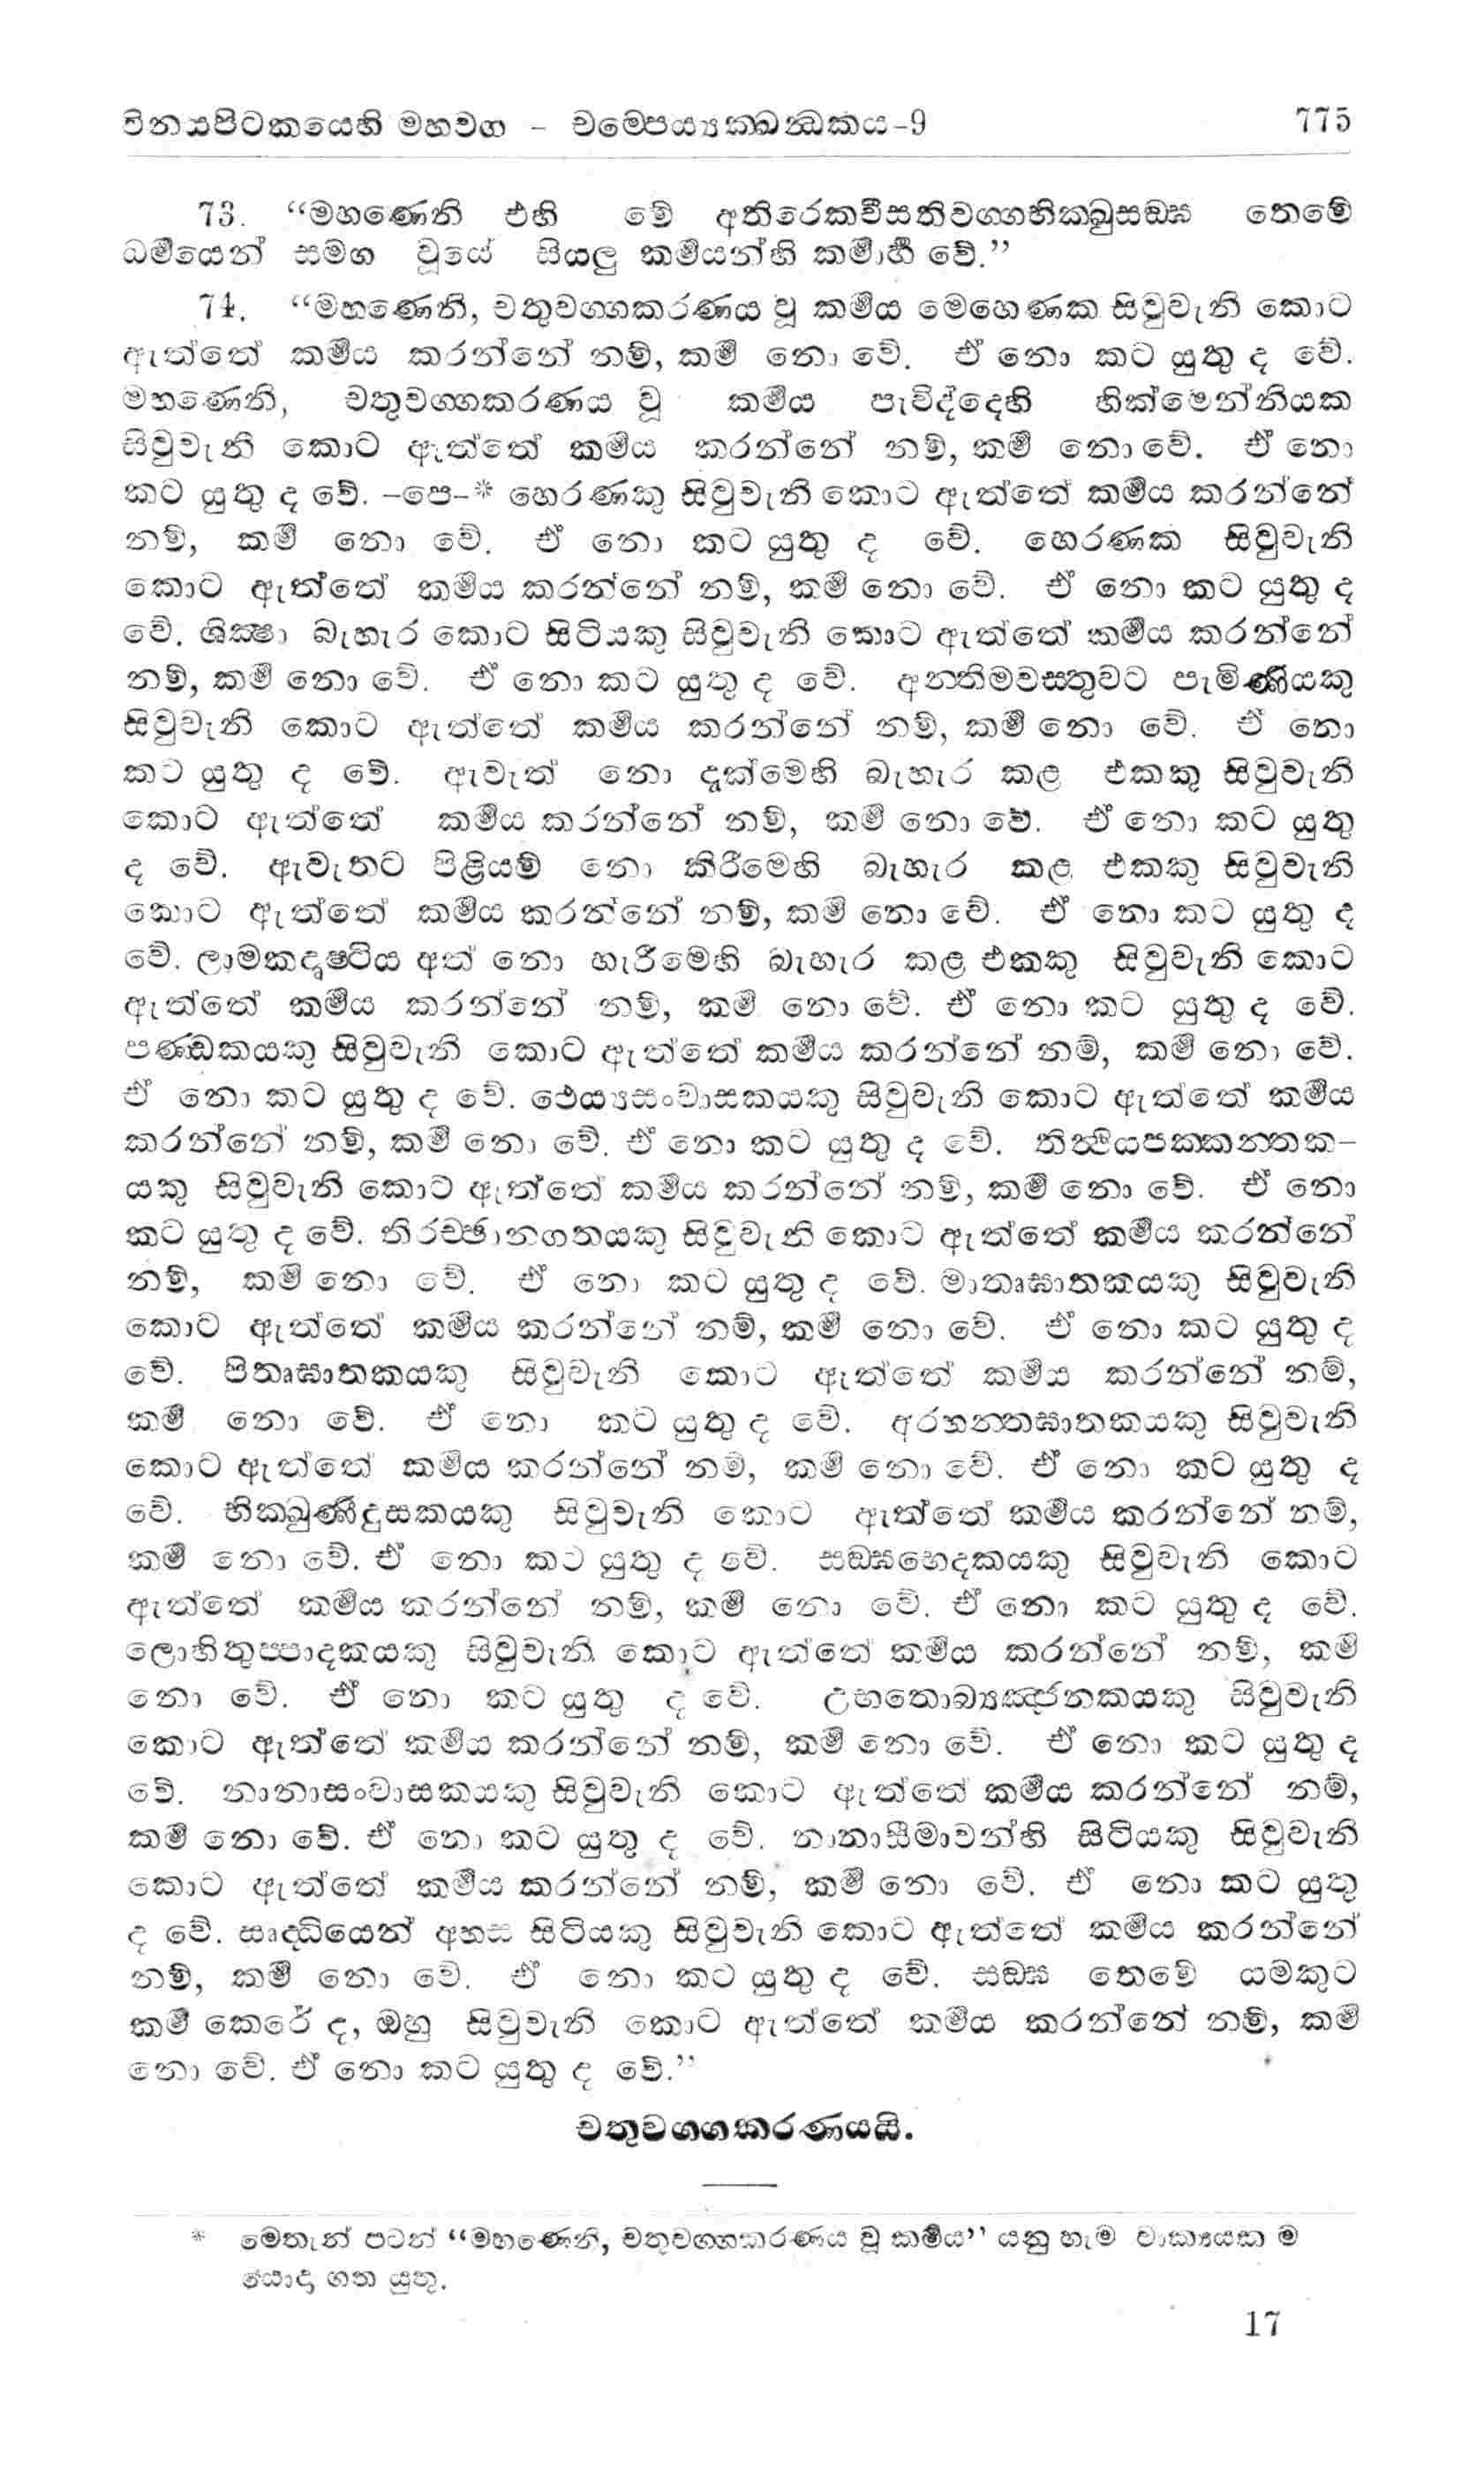 විනයපිටකයෙහි මහවග - චම්පෙය්‍යක්ඛන්ධකය-9 775
73. “මහණෙනි එහි මේ අතිරෙකවීසතිවග්ගභික්ඛුසඞ්ඝ තෙමේ
ධර්මයෙන් සමග වූයේ සියලු කර්මයන්හි කර්මාර්හ වේ.”
74. “මහණෙනි, චතුවග්ගකරණය වූ කර්මය මෙහෙණක සිවුවැනි කොට
ඇත්තේ කර්මය කරන්නේ නම්, කර්ම නො වේ. ඒ නො කට යුතු ද වේ.
මහණෙනි, චතුවග්ගකරණය වූ කර්මය පැවිද්දෙහි හික්මෙන්නියක
සිවුවැනි කොට ඇත්තේ කර්මය කරන්නේ නම්, කර්ම නො වේ. ඒ නො
කට යුතු ද වේ. -පෙ-* හෙරණකු සිවුවැනි කොට ඇත්තේ කර්මය කරන්නේ
නම්, කර්ම නො වේ. ඒ නො කට යුතු ද වේ. හෙරණක සිවුවැනි
කොට ඇත්තේ කර්මය කරන්නේ නම්, කර්ම නො වේ. ඒ නො කට යුතු ද
වේ. ශික්ෂා බැහැර කොට සිටියකු සිවුවැනි කොට ඇත්තේ කර්මය කරන්නේ
නම්, කර්ම නො වේ. ඒ නො කට යුතු ද වේ. අන්තිමවස්තුවට පැමිණියකු
සිවුවැනි කොට ඇත්තේ කර්මය කරන්නේ නම්, කර්ම නො වේ. ඒ නො
කට යුතු ද වේ. ඇවැත් නො දැක්මෙහි බැහැර කළ එකකු සිවුවැනි
කොට ඇත්තේ කර්මය කරන්නේ නම්, කර්ම නො වේ. ඒ නො කට යුතු
ද වේ. ඇවැතට පිළියම් නො කිරීමෙහි බැහැර කළ එකකු සිවුවැනි
කොට ඇත්තේ කර්මය කරන්නේ නම්, කර්ම නො වේ. ඒ නො කට යුතු ද
වේ. ලාමකදෘෂ්ටිය අත් නො හැරීමෙහි බැහැර කළ එකකු සිවුවැනි කොට
ඇත්තේ කර්මය කරන්නේ නම්, කර්ම නො වේ. ඒ නො කට යුතු ද වේ.
පණ්ඩකයකු සිවුවැනි කොට ඇත්තේ කර්මය කරන්නේ නම්, කර්ම නො වේ.
ඒ නො කට යුතු ද වේ. ථෙය්‍යසංවාසකයකු සිවුවැනි කොට ඇත්තේ කර්මය
කරන්නේ නම්, කර්ම නො වේ. ඒ නො කට යුතු ද වේ. තිත්ථියපක්කන්තක-
යකු සිවුවැනි කොට ඇත්තේ කර්මය කරන්නේ නම්, කර්ම නො වේ. ඒ නො
කට යුතු ද වේ. තිරච්ඡානගතයකු සිවුවැනි කොට ඇත්තේ කර්මය කරන්නේ
නම්, කර්ම නො වේ. ඒ නො කට යුතු ද වේ. මාතෘඝාතකයකු සිවුවැනි
කොට ඇත්තේ කර්මය කරන්නේ නම්, කර්ම නො වේ. ඒ නො කට යුතු ද
වේ. පිතෘඝාතකයකු සිවුවැනි කොට ඇත්තේ කර්මය කරන්නේ නම්,
කර්ම නො වේ. ඒ නො කට යුතු ද වේ. අරහන්තඝාතකයකු සිවුවැනි
කොට ඇත්තේ කර්මය කරන්නේ නම්, කර්ම නො වේ. ඒ නො කට යුතු ද
වේ. භික්ඛුණීදූසකයකු සිවුවැනි කොට ඇත්තේ කර්මය කරන්නේ නම්,
කර්ම නො වේ. ඒ නො කට යුතු ද වේ. සඞ්ඝභෙදකයකු සිවුවැනි කොට
ඇත්තේ කර්මය කරන්නේ නම්, කර්ම නො වේ. ඒ නො කට යුතු ද වේ.
ලොහිතුප්පාදකයකු සිවුවැනි කොට ඇත්තේ කර්මය කරන්නේ නම්, කර්ම
නො වේ. ඒ නො කට යුතු ද වේ. උභතොබ්‍යඤ්ජනකයකු සිවුවැනි
කොට ඇත්තේ කර්මය කරන්නේ නම්, කර්ම නො වේ. ඒ නො කට යුතු ද
වේ. නානාසංවාසකයකු සිවුවැනි කොට ඇත්තේ කර්මය කරන්නේ නම්,
කර්ම නො වේ. ඒ නො කට යුතු ද වේ. නානාසීමාවන්හි සිටියකු සිවුවැනි
කොට ඇත්තේ කර්මය කරන්නේ නම්, කර්ම නො වේ. ඒ නො කට යුතු
ද වේ. සෘද්ධියෙන් අහස සිටියකු සිවුවැනි කොට ඇත්තේ කර්මය කරන්නේ
නම්, කර්ම නො වේ. ඒ නො කට යුතු ද වේ. සඞ්ඝ තෙමේ යමකුට
කර්ම කෙරේ ද, ඔහු සිවුවැනි කොට ඇත්තේ කර්මය කරන්නේ නම්, කර්ම
නො වේ. ඒ නො කට යුතු ද වේ.”
චතුවග්ගකරණයයි.
* මෙතැන් පටන් “මහණෙනි, චතුවග්ගකරණය වූ කර්මය” යනු හැම වාක්‍යයක ම
යොදා ගත යුතු.
17